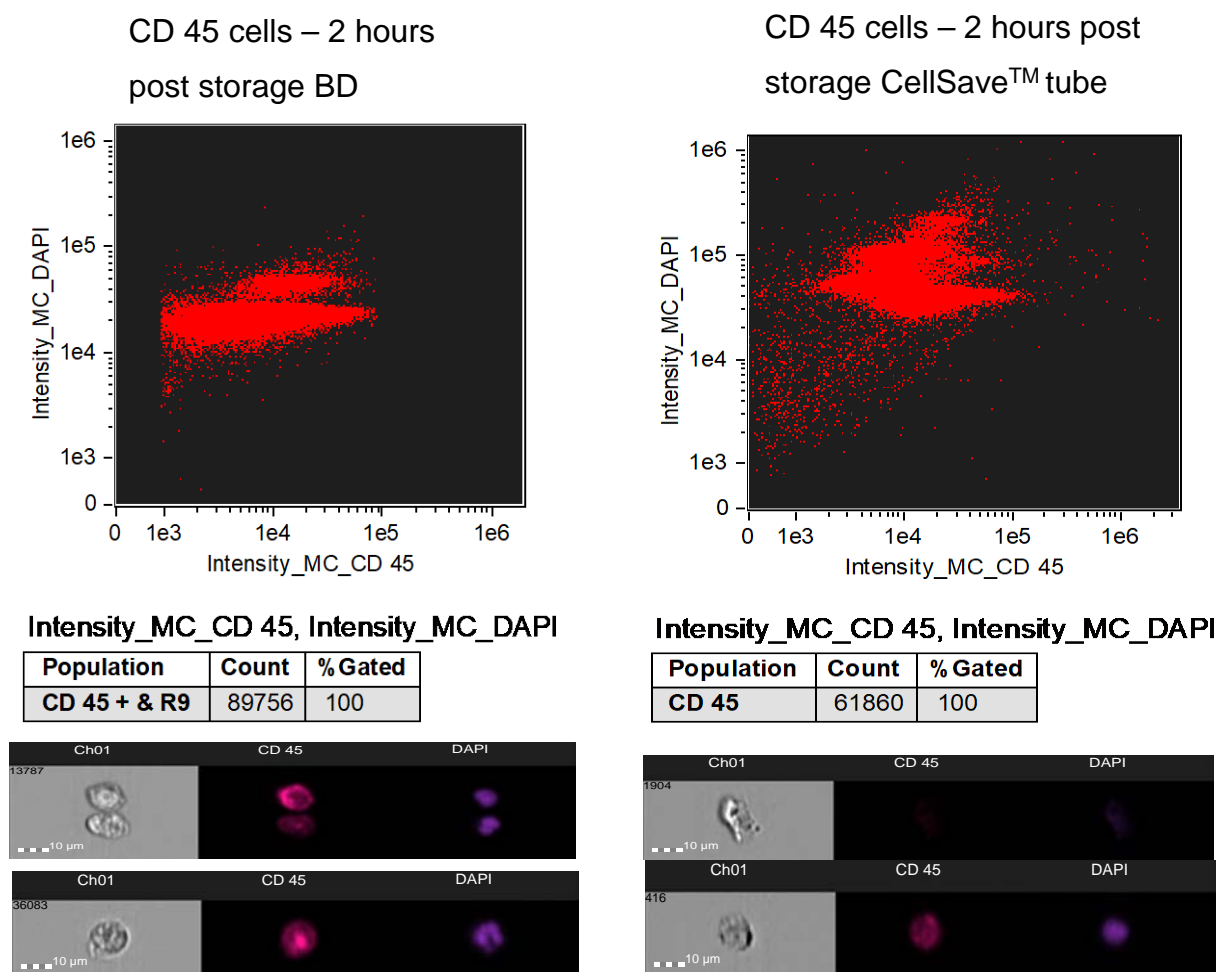 CD 45 cells – 2 hours
post storage BD
1e6
1e5
1e4
1e3
0
Intensity_MC_DAPI
0 1e3 1e4 1e5 1e6
Intensity_MC_CD 45
Intensity_MC_CD 45, Intensity_MC_DAPI
Population Count % Gated
CD 45 + & R9 89756 100
Ch01 CD 45 DAPI
13787
10 µm
Ch01 CD 45 DAPI
36083
10 µm
CD 45 cells – 2 hours post
storage CellSave™ tube
1e6
1e5
1e4
1e3
0
Intensity_MC_DAPI
0 1e3 1e4 1e5 1e6
Intensity_MC_CD 45
Intensity_MC_CD 45, Intensity_MC_DAPI
Population Count % Gated
CD 45 61860 100
Ch01 CD 45 DAPI
1904
10 µm
Ch01 CD 45 DAPI
416
10 µm